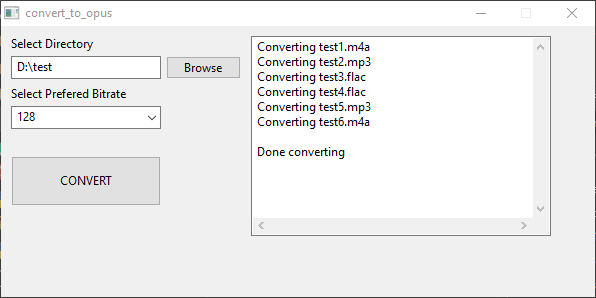 convert_to_opus
Select Directory
D:\test
Browse
Select Prefered Bitrate
128
CONVERT
Converting test1.m4a
Converting test2.mp3
Converting test3.flac
Converting test4.flac
Converting test5.mp3
Converting test6.m4a
Done converting